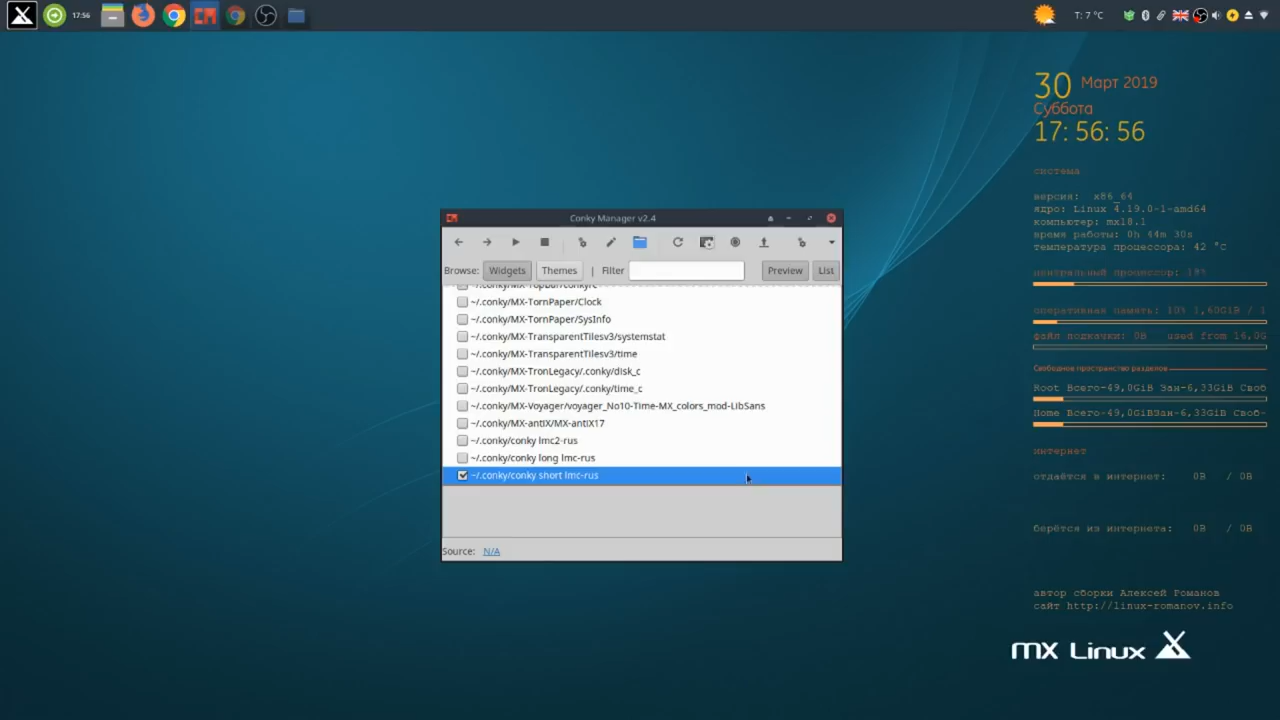 17:56
T: 7 °C
30 Март 2019
Суббота
17: 56: 56
система
версия: x86_64
ядро: Linux 4.19.0-1-amd64
компьютер: mx18.1
время работы: 0h 44m 30s
температура процессора: 42 °C
центральный процессор: 18%
оперативная память: 10% 1,60GiB / 1
файл подкачки: 0B used from 16,0G
Свободное пространство разделов
Root Всего-49,0GiB Зан-6,33GiB Своб
Home Всего-49,0GiBЗан-6,33GiB Своб-
интернет
отдаётся в интернет: 0B / 0B
берётся из интернета: 0B / 0B
автор сборки Алексей Романов
сайт http://linux-romanov.info
MX Linux
Conky Manager v2.4
Browse: Widgets Themes | Filter Preview List
~/.conky/MX-TopBar/conkyrc
~/.conky/MX-TornPaper/Clock
~/.conky/MX-TornPaper/SysInfo
~/.conky/MX-TransparentTilesv3/systemstat
~/.conky/MX-TransparentTilesv3/time
~/.conky/MX-TronLegacy/.conky/disk_c
~/.conky/MX-TronLegacy/.conky/time_c
~/.conky/MX-Voyager/voyager_No10-Time-MX_colors_mod-LibSans
~/.conky/MX-antiX/MX-antiX17
~/.conky/conky lmc2-rus
~/.conky/conky long lmc-rus
~/.conky/conky short lmc-rus
Source: N/A